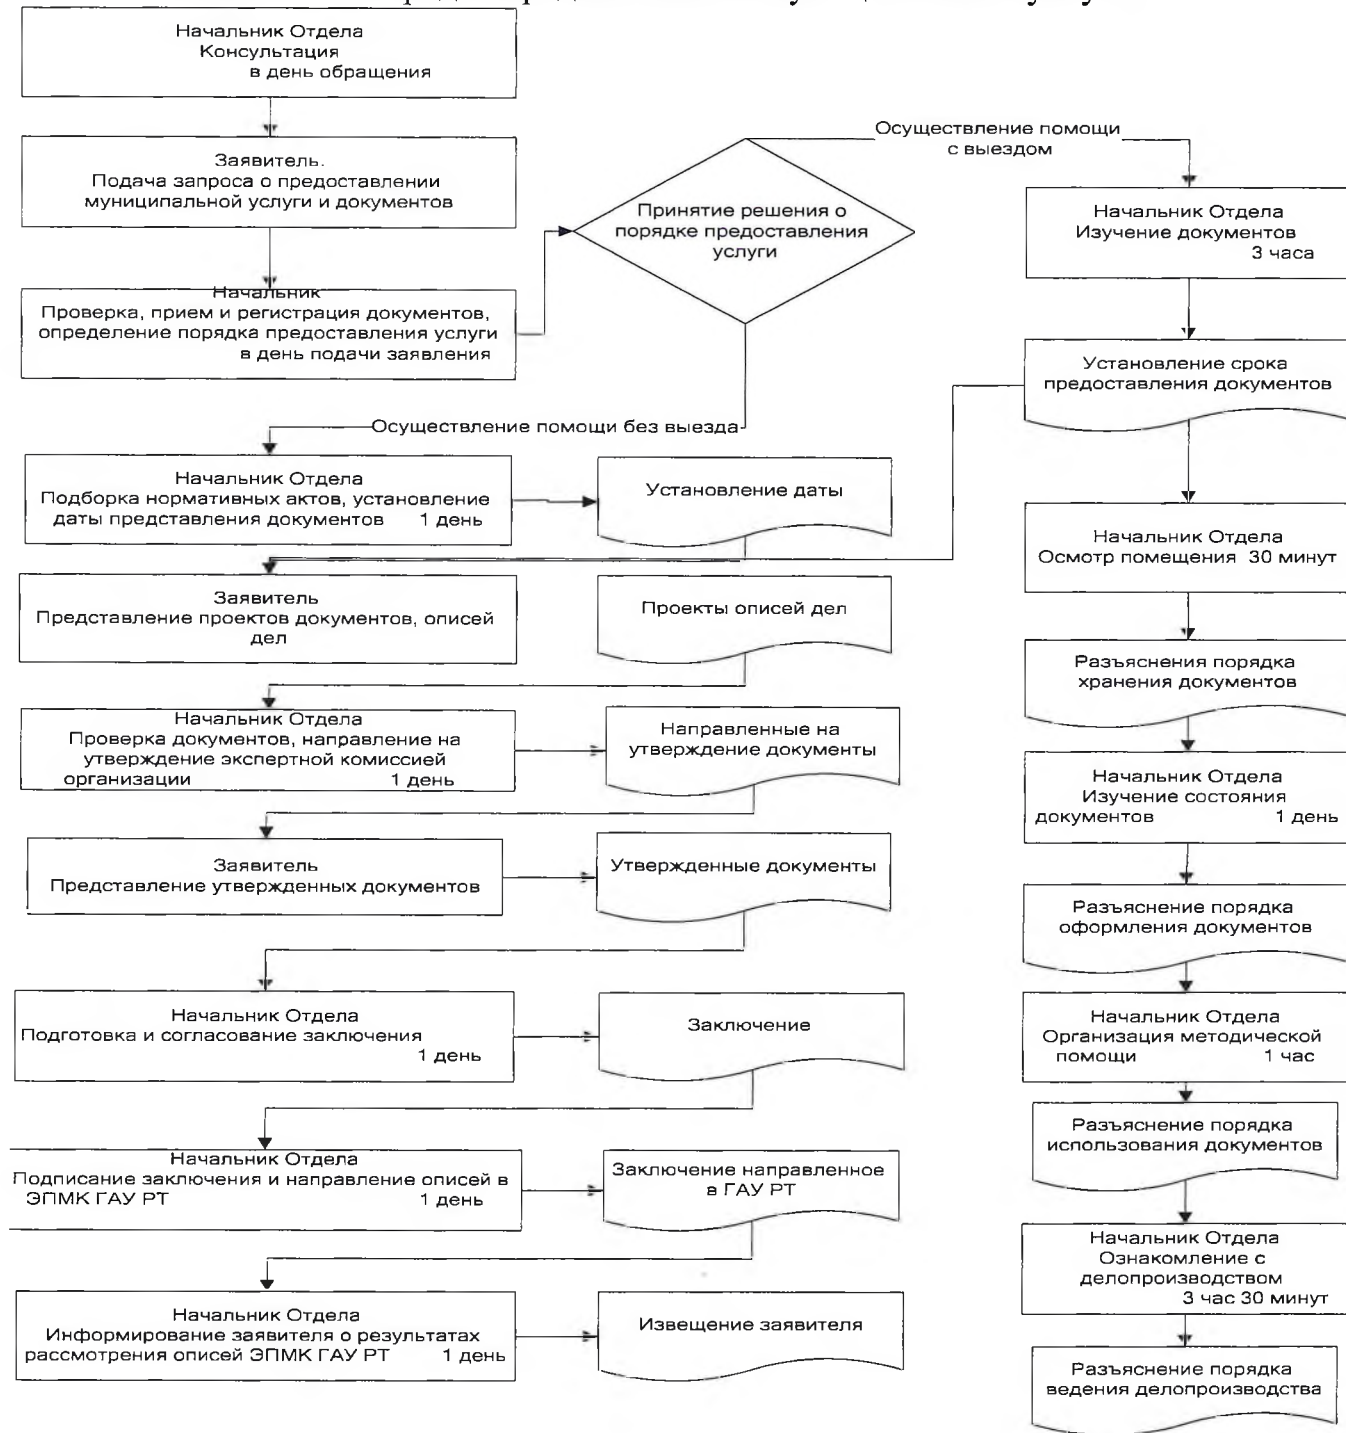 Начальник Отдела
Консультация
в день обращения
Заявитель.
Подача запроса о предоставлении
муниципальной услуги и документов
Начальник
Проверка, прием и регистрация документов,
определение порядка предоставления услуги
в день подачи заявления
Принятие решения о
порядке предоставления
услуги
Осуществление помощи
с выездом
Осуществление помощи без выезда
Начальник Отдела
Подборка нормативных актов, установление
даты представления документов 1 день
Установление даты
Заявитель
Представление проектов документов, описей
дел
Проекты описей дел
Начальник Отдела
Проверка документов, направление на
утверждение экспертной комиссией
организации 1 день
Направленные на
утверждение документы
Заявитель
Представление утвержденных документов
Утвержденные документы
Начальник Отдела
Подготовка и согласование заключения
1 день
Заключение
Начальник Отдела
Подписание заключения и направление описей в
ЭПМК ГАУ РТ 1 день
Заключение направленное
в ГАУ РТ
Начальник Отдела
Информирование заявителя о результатах
рассмотрения описей ЭПМК ГАУ РТ 1 день
Извещение заявителя
Начальник Отдела
Изучение документов
3 часа
Установление срока
предоставления документов
Начальник Отдела
Осмотр помещения 30 минут
Разъяснения порядка
хранения документов
Начальник Отдела
Изучение состояния
документов 1 день
Разъяснение порядка
оформления документов
Начальник Отдела
Организация методической
помощи 1 час
Разъяснение порядка
использования документов
Начальник Отдела
Ознакомление с
делопроизводством
3 час 30 минут
Разъяснение порядка
ведения делопроизводства